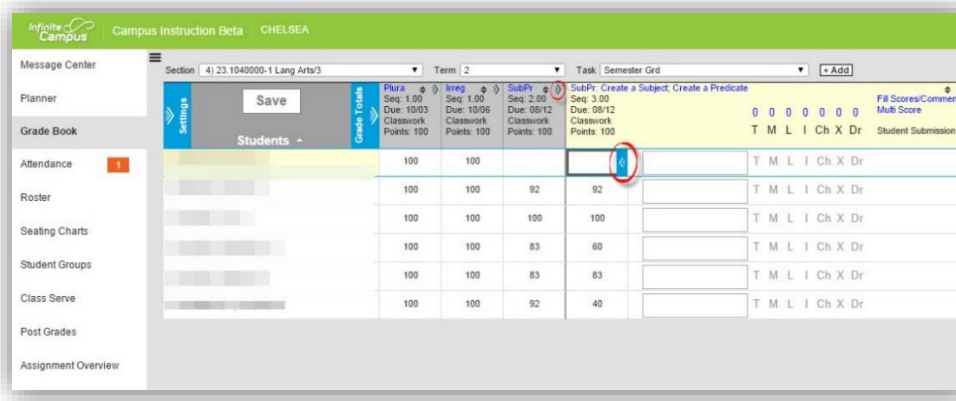 Infinite Campus
Campus Instruction Beta CHELSEA
Message Center
Planner
Grade Book
Attendance 1
Roster
Seating Charts
Student Groups
Class Serve
Post Grades
Assignment Overview
Section 4) 23.1040000-1 Lang Arts/3 Term 2 Task Semester Grd + Add
Settings
Save
Students
Grade Totals
Plura
Seq: 1.00
Due: 10/03
Classwork
Points: 100
Irreg
Seq: 1.00
Due: 10/06
Classwork
Points: 100
SubPr
Seq: 2.00
Due: 08/12
Classwork
Points: 100
SubPr: Create a Subject; Create a Predicate
Seq: 3.00
Due: 08/12
Classwork
Points: 100
0 0 0 0 0 0 0
T M L I Ch X Dr
Fill Scores/Commen
Multi Score
Student Submission
100 100 T M L I Ch X Dr
100 100 92 92 T M L I Ch X Dr
100 100 100 100 T M L I Ch X Dr
100 100 83 60 T M L I Ch X Dr
100 100 83 83 T M L I Ch X Dr
100 100 92 40 T M L I Ch X Dr